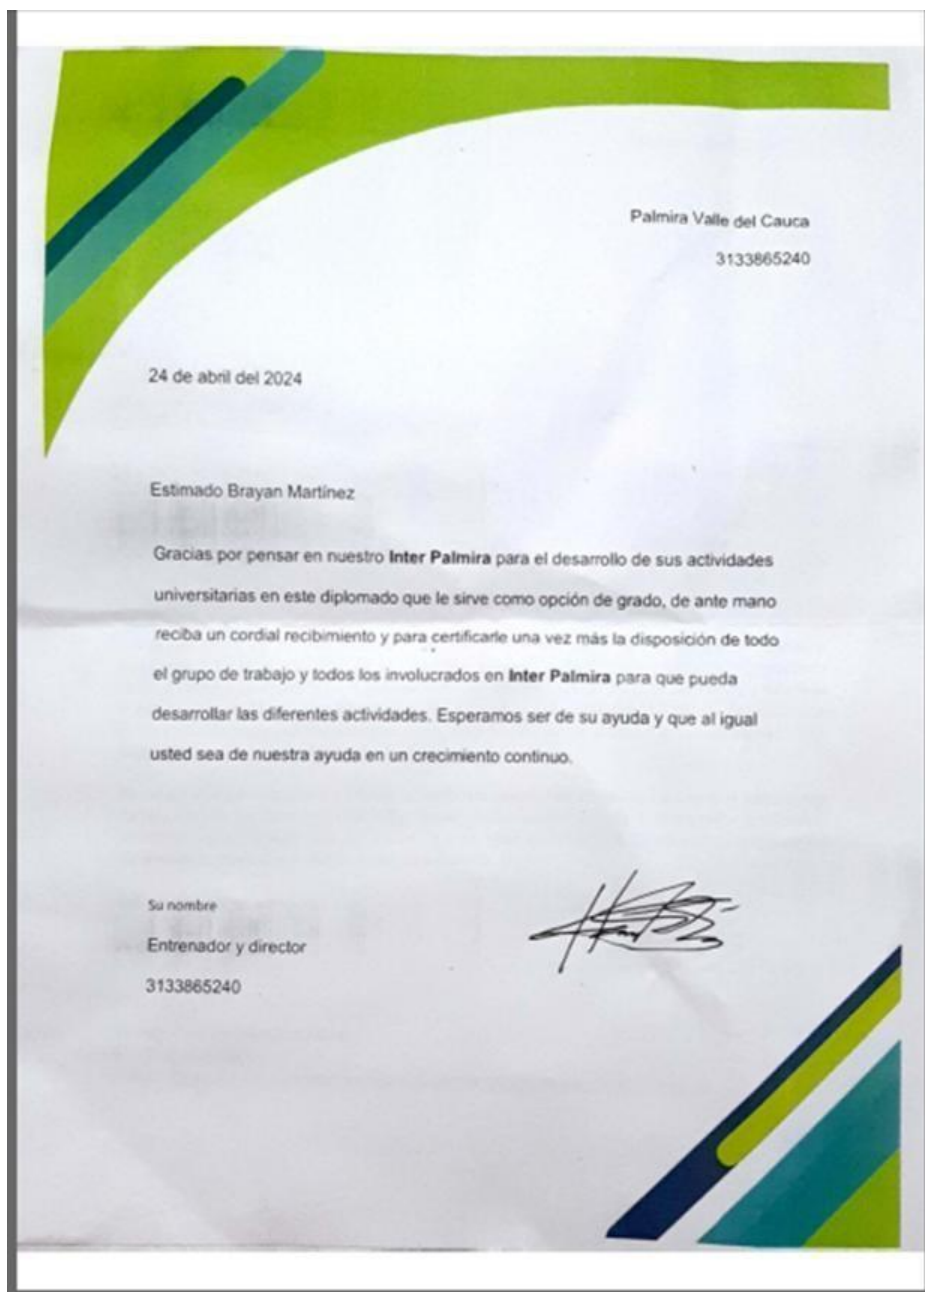 Palmira Valle del Cauca
3133865240
24 de abril del 2024
Estimado Brayan Martínez
Gracias por pensar en nuestro Inter Palmira para el desarrollo de sus actividades
universitarias en este diplomado que le sirve como opción de grado, de ante mano
reciba un cordial recibimiento y para certificarle una vez más la disposición de todo
el grupo de trabajo y todos los involucrados en Inter Palmira para que pueda
desarrollar las diferentes actividades. Esperamos ser de su ayuda y que al igual
usted sea de nuestra ayuda en un crecimiento continuo.
Su nombre
Entrenador y director
3133865240